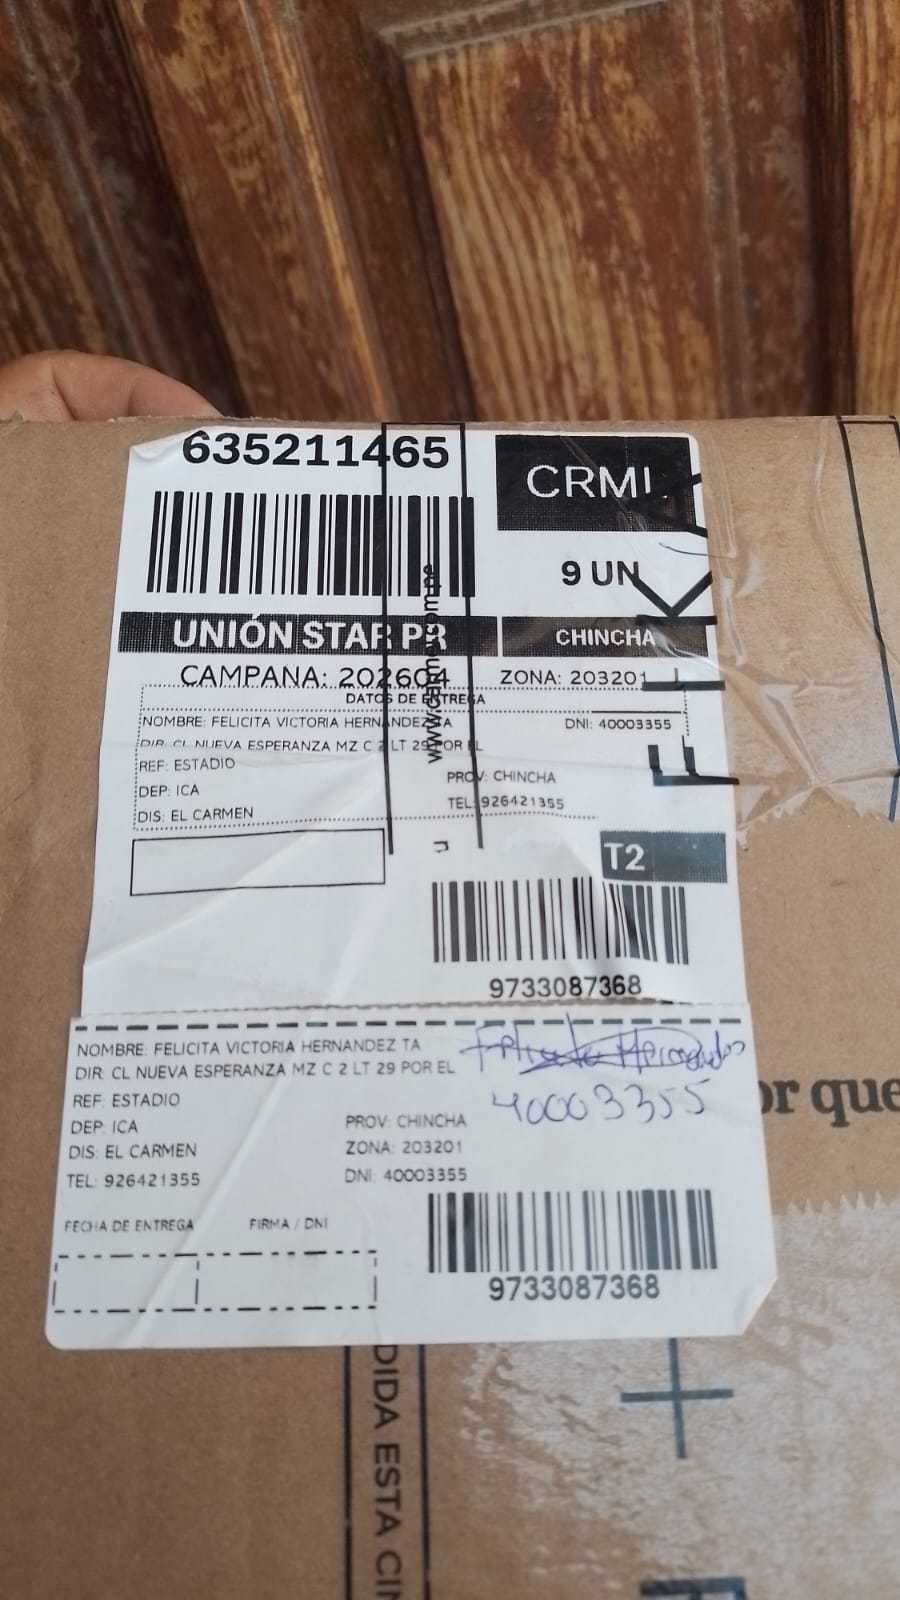 635211465
CRML
9 UN
UNIÓN STAR PR
CHINCHA
CAMPANA: 202604
ZONA: 203201
DATOS DE ENTREGA
NOMBRE: FELICITA VICTORIA HERNANDEZ TA
DNI: 40003355
DIR: CL NUEVA ESPERANZA MZ C 2 LT 29 POR EL
REF: ESTADIO
DEP: ICA
PROV: CHINCHA
DIS: EL CARMEN
TEL: 926421355
T2
9733087368
NOMBRE: FELICITA VICTORIA HERNANDEZ TA
DIR: CL NUEVA ESPERANZA MZ C 2 LT 29 POR EL
REF: ESTADIO
DEP: ICA
PROV: CHINCHA
DIS: EL CARMEN
ZONA: 203201
TEL: 926421355
DNI: 40003355
40003355
FECHA DE ENTREGA
FIRMA / DNI
9733087368
or que
DIDA ESTA CIN